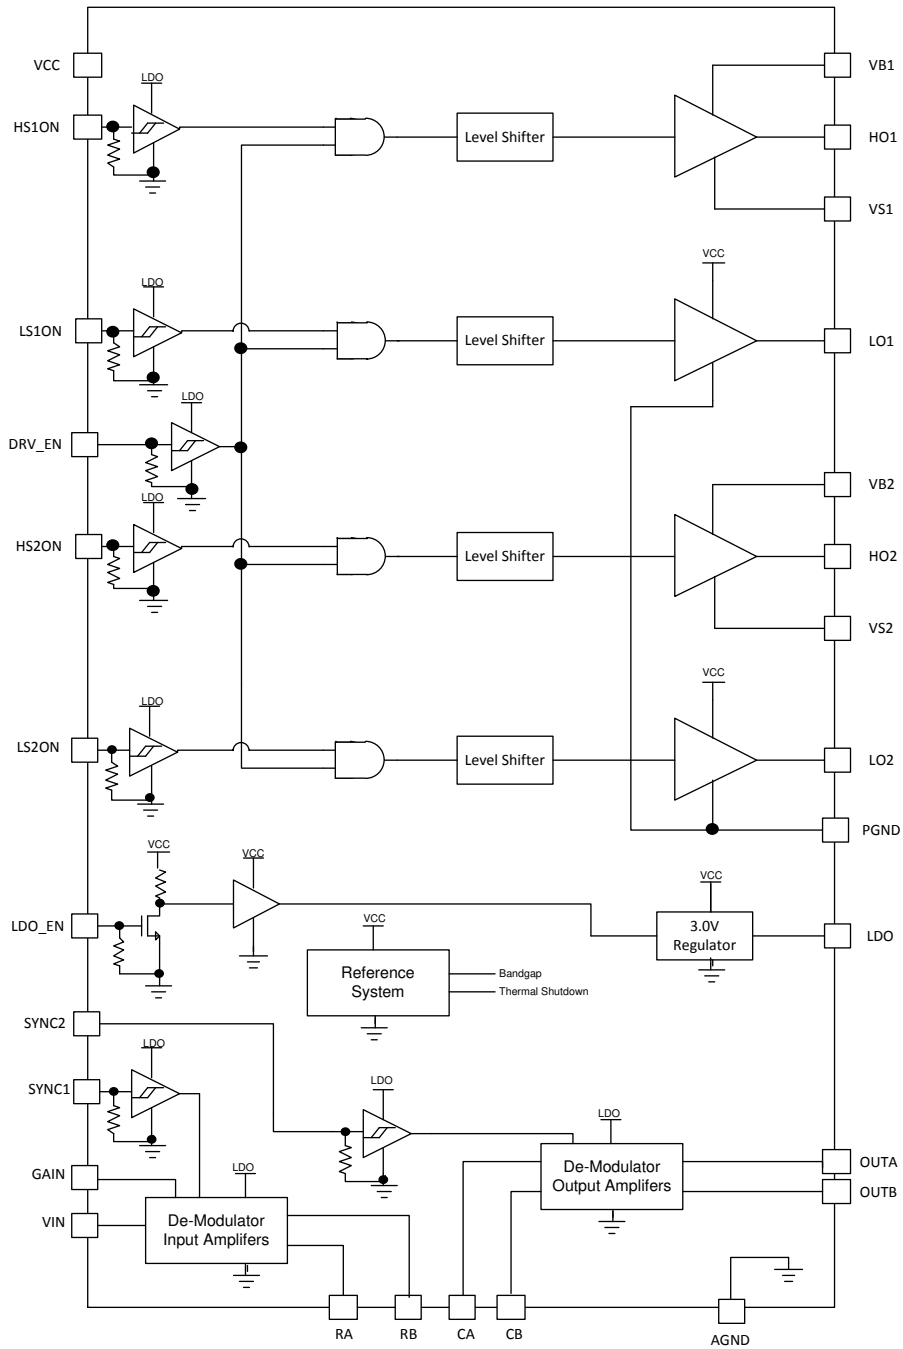 VCC
LDO
VB1
HS1ON
Level Shifter
HO1
VS1
VCC
LDO
LS1ON
Level Shifter
LO1
LDO
DRV_EN
VB2
LDO
HS2ON
Level Shifter
HO2
VS2
VCC
LDO
LS2ON
Level Shifter
LO2
PGND
VCC
VCC
VCC
LDO_EN
3.0V
Regulator
LDO
VCC
Reference
System
Bandgap
Thermal Shutdown
SYNC2
LDO
SYNC1
LDO
LDO
GAIN
LDO
De-Modulator
Output Amplifers
OUTA
OUTB
VIN
De-Modulator
Input Amplifers
RA
RB
CA
CB
AGND